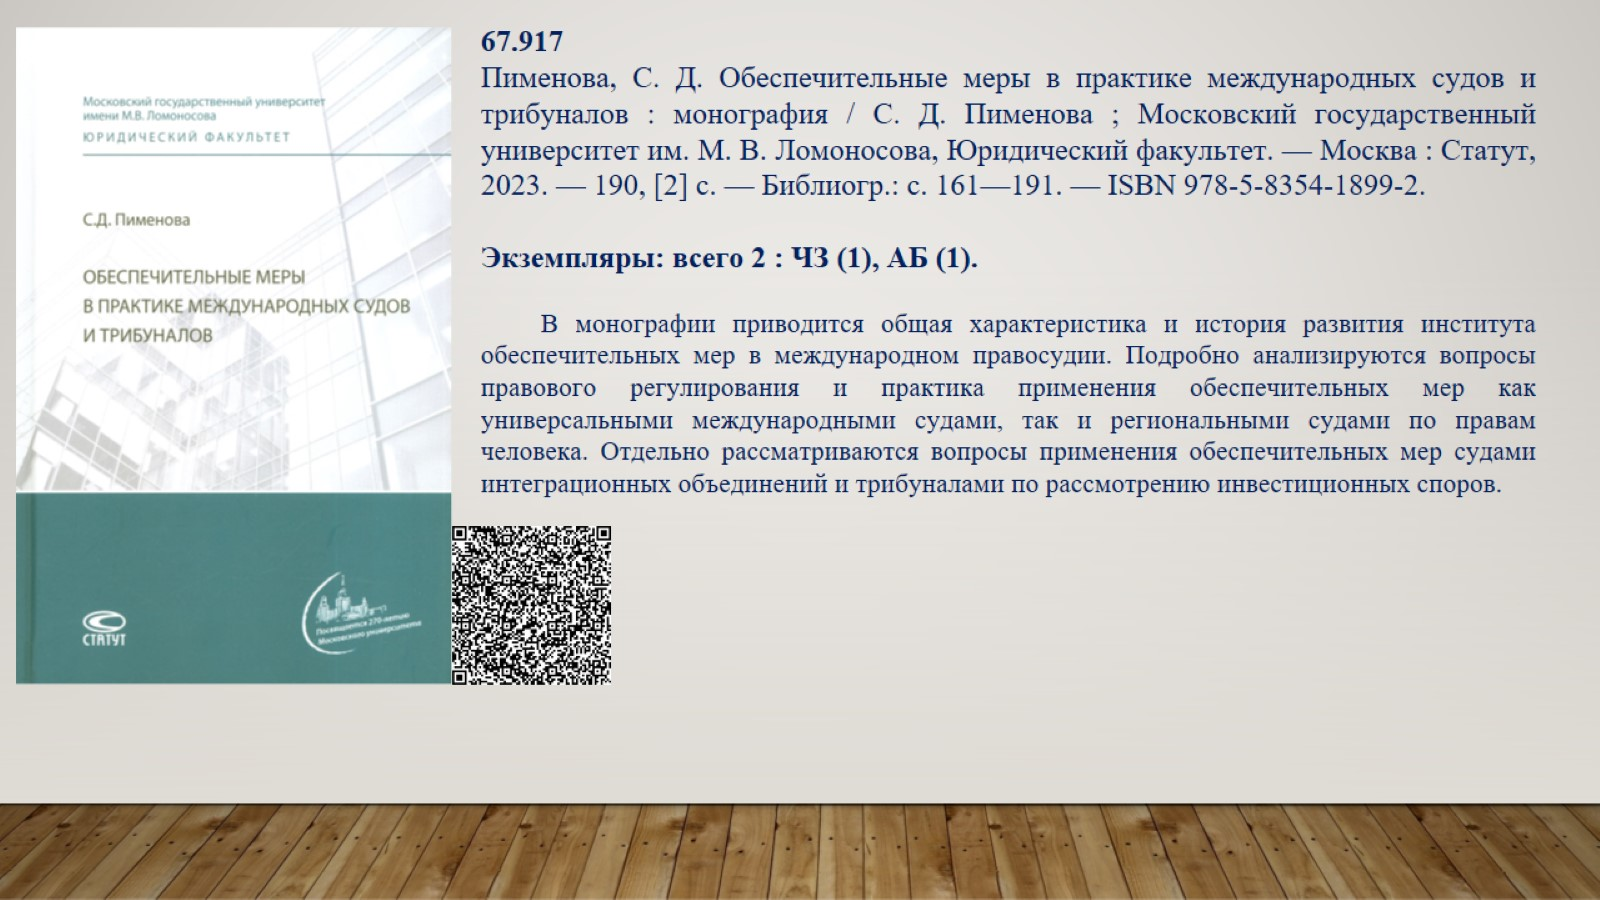 Московский государственный университет
имени М.В. Ломоносова
ЮРИДИЧЕСКИЙ ФАКУЛЬТЕТ
С.Д. Пименова
ОБЕСПЕЧИТЕЛЬНЫЕ МЕРЫ
В ПРАКТИКЕ МЕЖДУНАРОДНЫХ СУДОВ
И ТРИБУНАЛОВ
СТАТУТ
Посвящается 270-летию
Московского университета
67.917
Пименова, С. Д. Обеспечительные меры в практике международных судов и
трибуналов : монография / С. Д. Пименова ; Московский государственный
университет им. М. В. Ломоносова, Юридический факультет. — Москва : Статут,
2023. — 190, [2] с. — Библиогр.: с. 161—191. — ISBN 978-5-8354-1899-2.
Экземпляры: всего 2 : ЧЗ (1), АБ (1).
В монографии приводится общая характеристика и история развития института
обеспечительных мер в международном правосудии. Подробно анализируются вопросы
правового регулирования и практика применения обеспечительных мер как
универсальными международными судами, так и региональными судами по правам
человека. Отдельно рассматриваются вопросы применения обеспечительных мер судами
интеграционных объединений и трибуналами по рассмотрению инвестиционных споров.